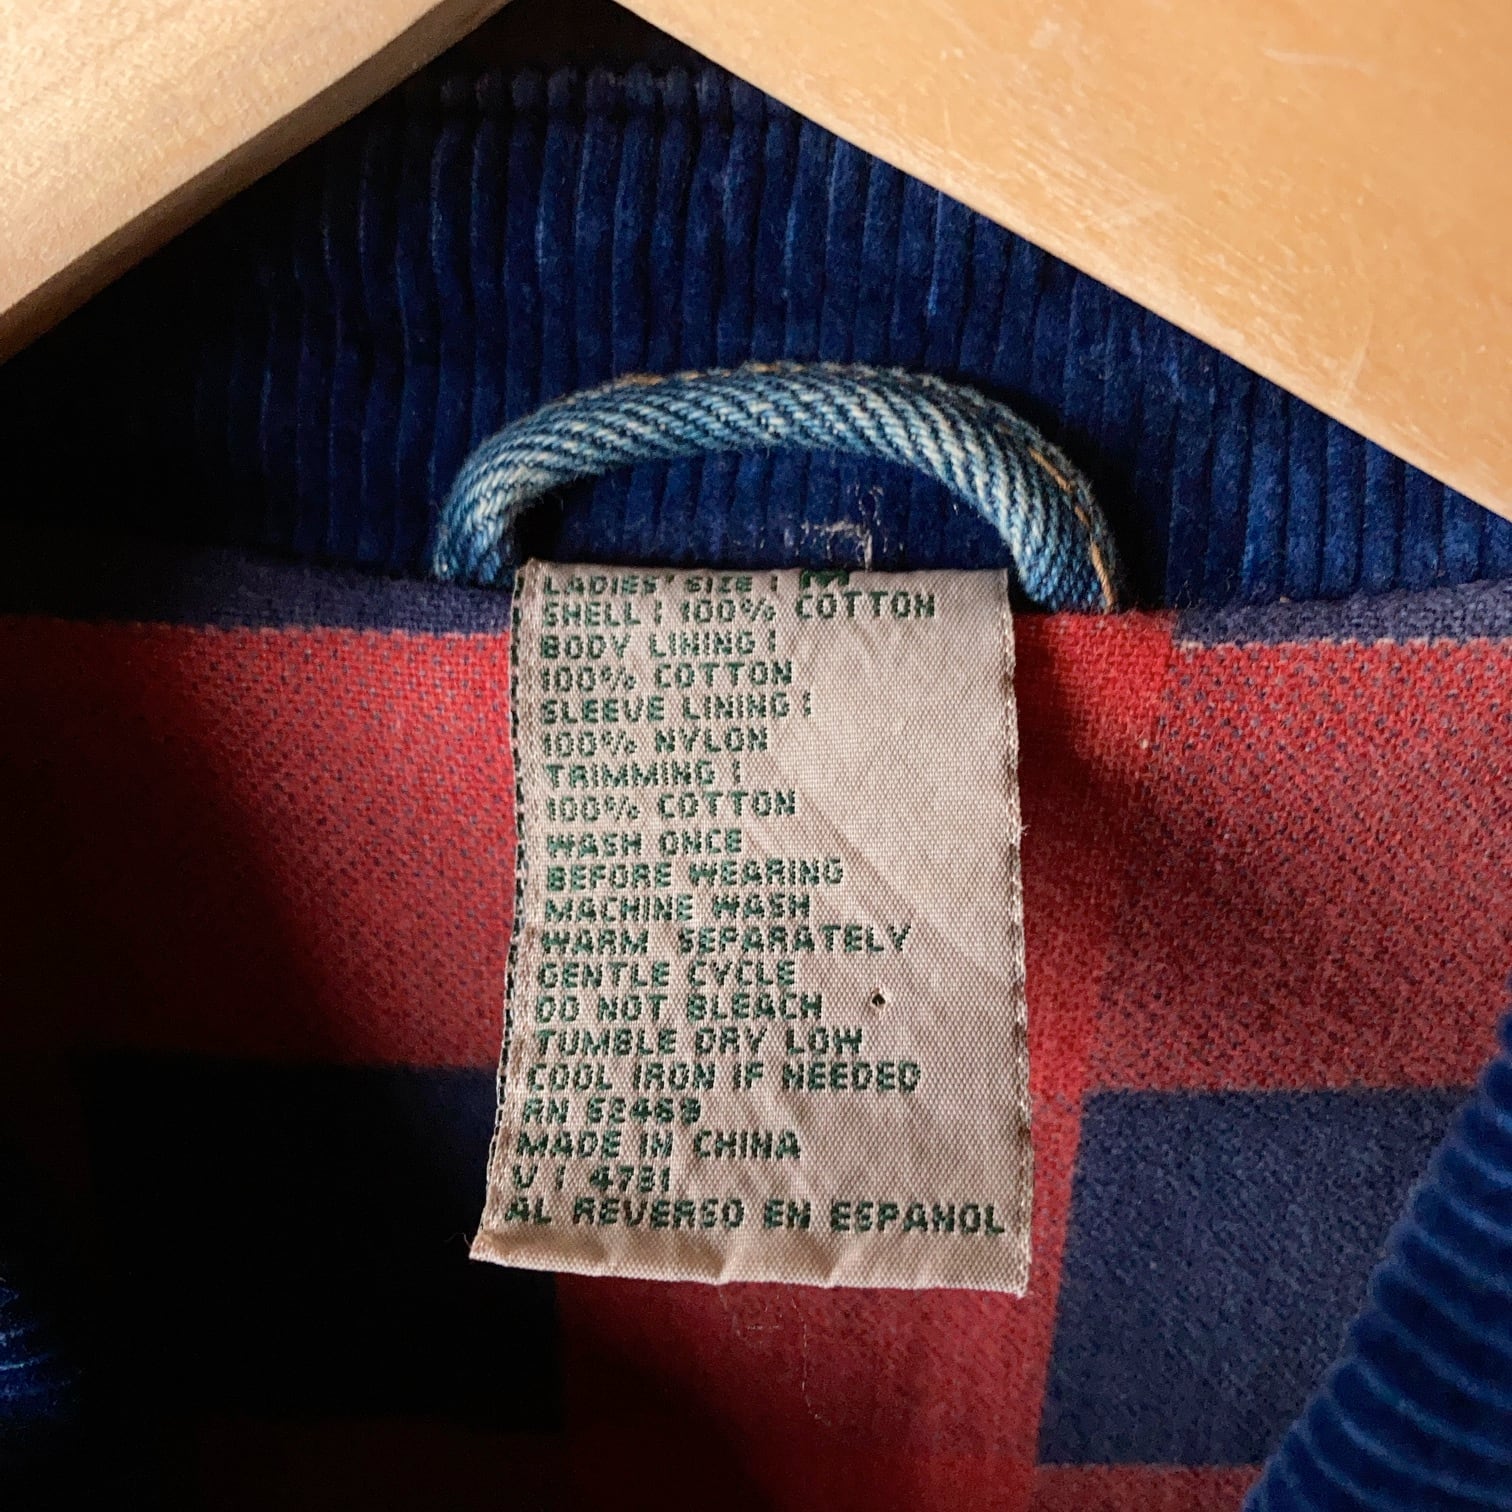 LADIES' SIZE : M
SHELL : 100% COTTON
BODY LINING :
100% COTTON
SLEEVE LINING :
100% NYLON
TRIMMING :
100% COTTON
WASH ONCE
BEFORE WEARING
MACHINE WASH
WARM SEPARATELY
GENTLE CYCLE
DO NOT BLEACH
TUMBLE DRY LOW
COOL IRON IF NEEDED
RN 52469
MADE IN CHINA
V : 4781
AL REVERSO EN ESPANOL